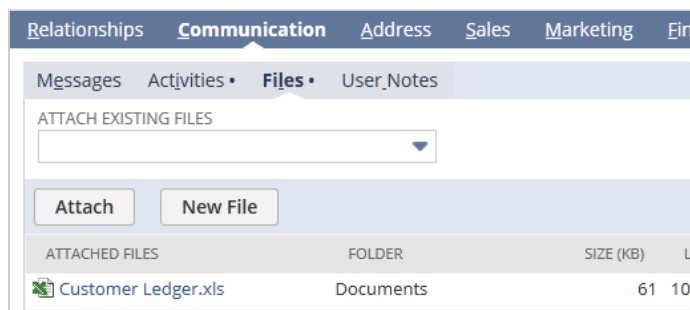 Relationships Communication Address Sales Marketing
Messages Activities • Files • User Notes
ATTACH EXISTING FILES
Attach New File
ATTACHED FILES FOLDER SIZE (KB)
Customer Ledger.xls Documents 61 10